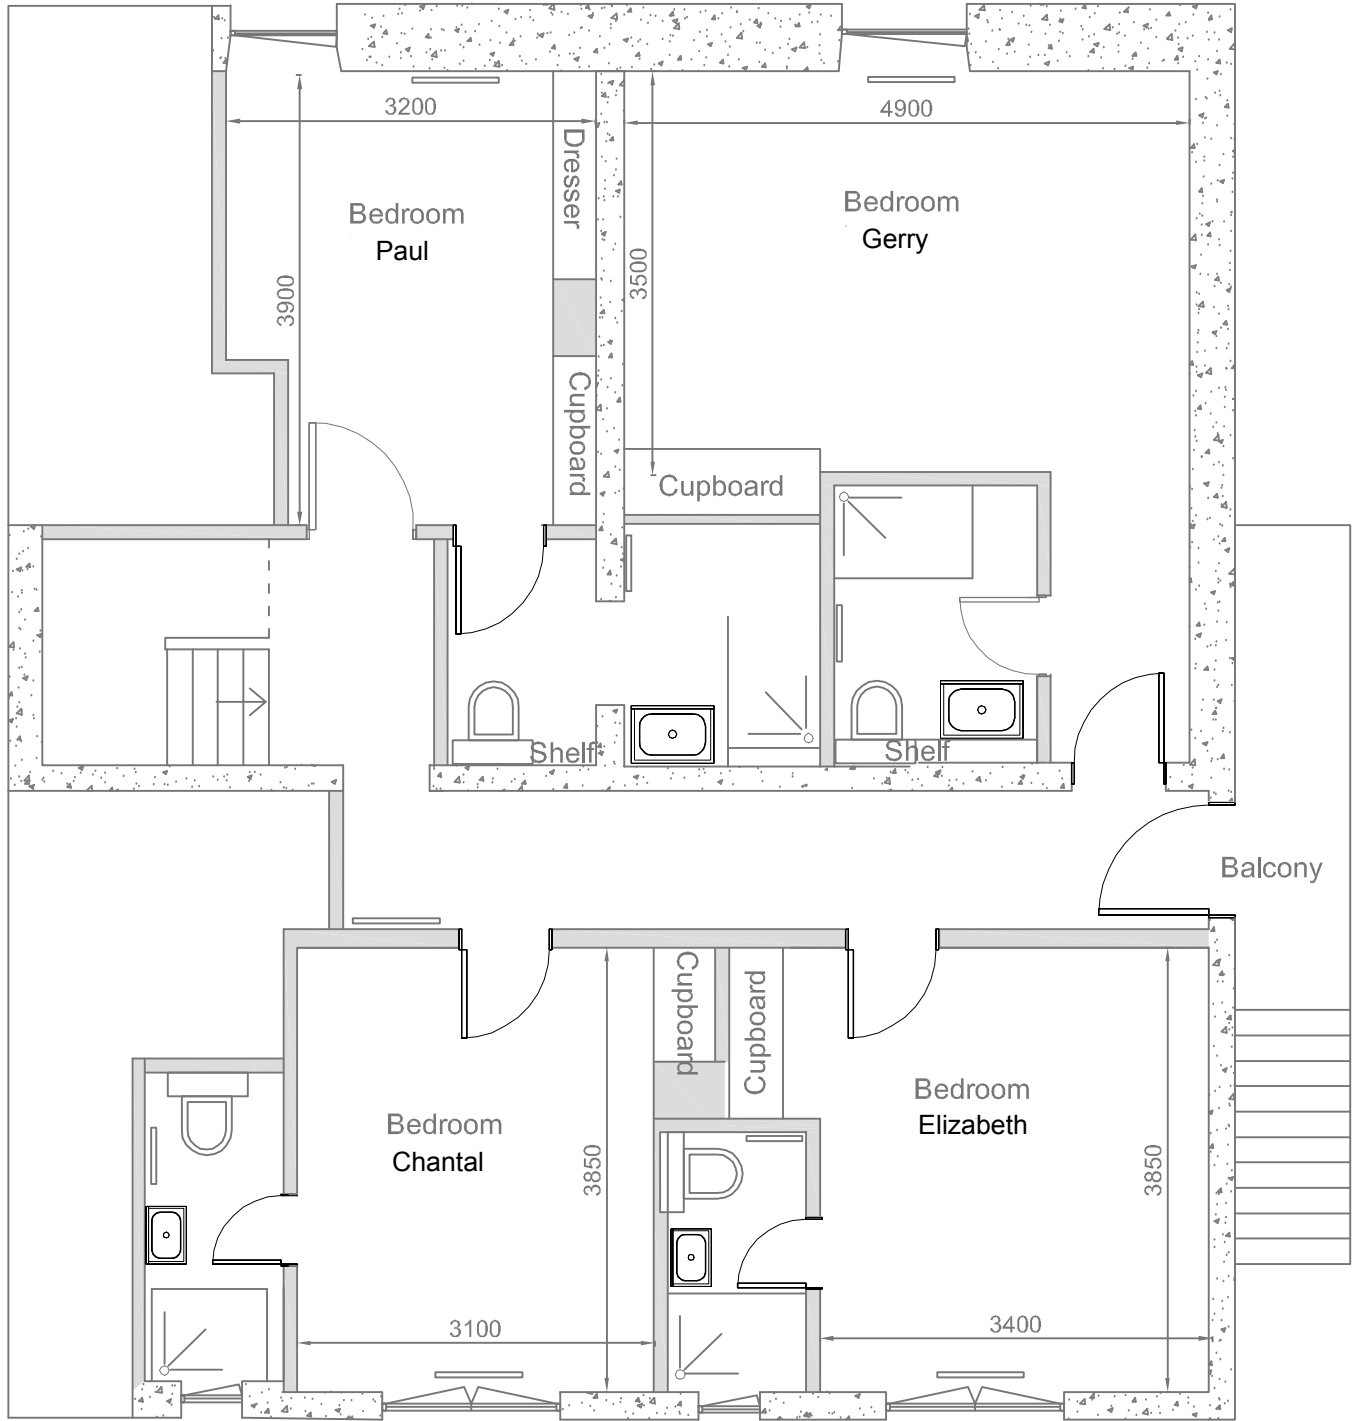 3200
4900
Dresser
Bedroom
Paul
Bedroom
Gerry
3900
3500
Cupboard
Cupboard
Shelf
Shelf
Balcony
Cupboard
Cupboard
Bedroom
Chantal
Bedroom
Elizabeth
3850
3850
3100
3400